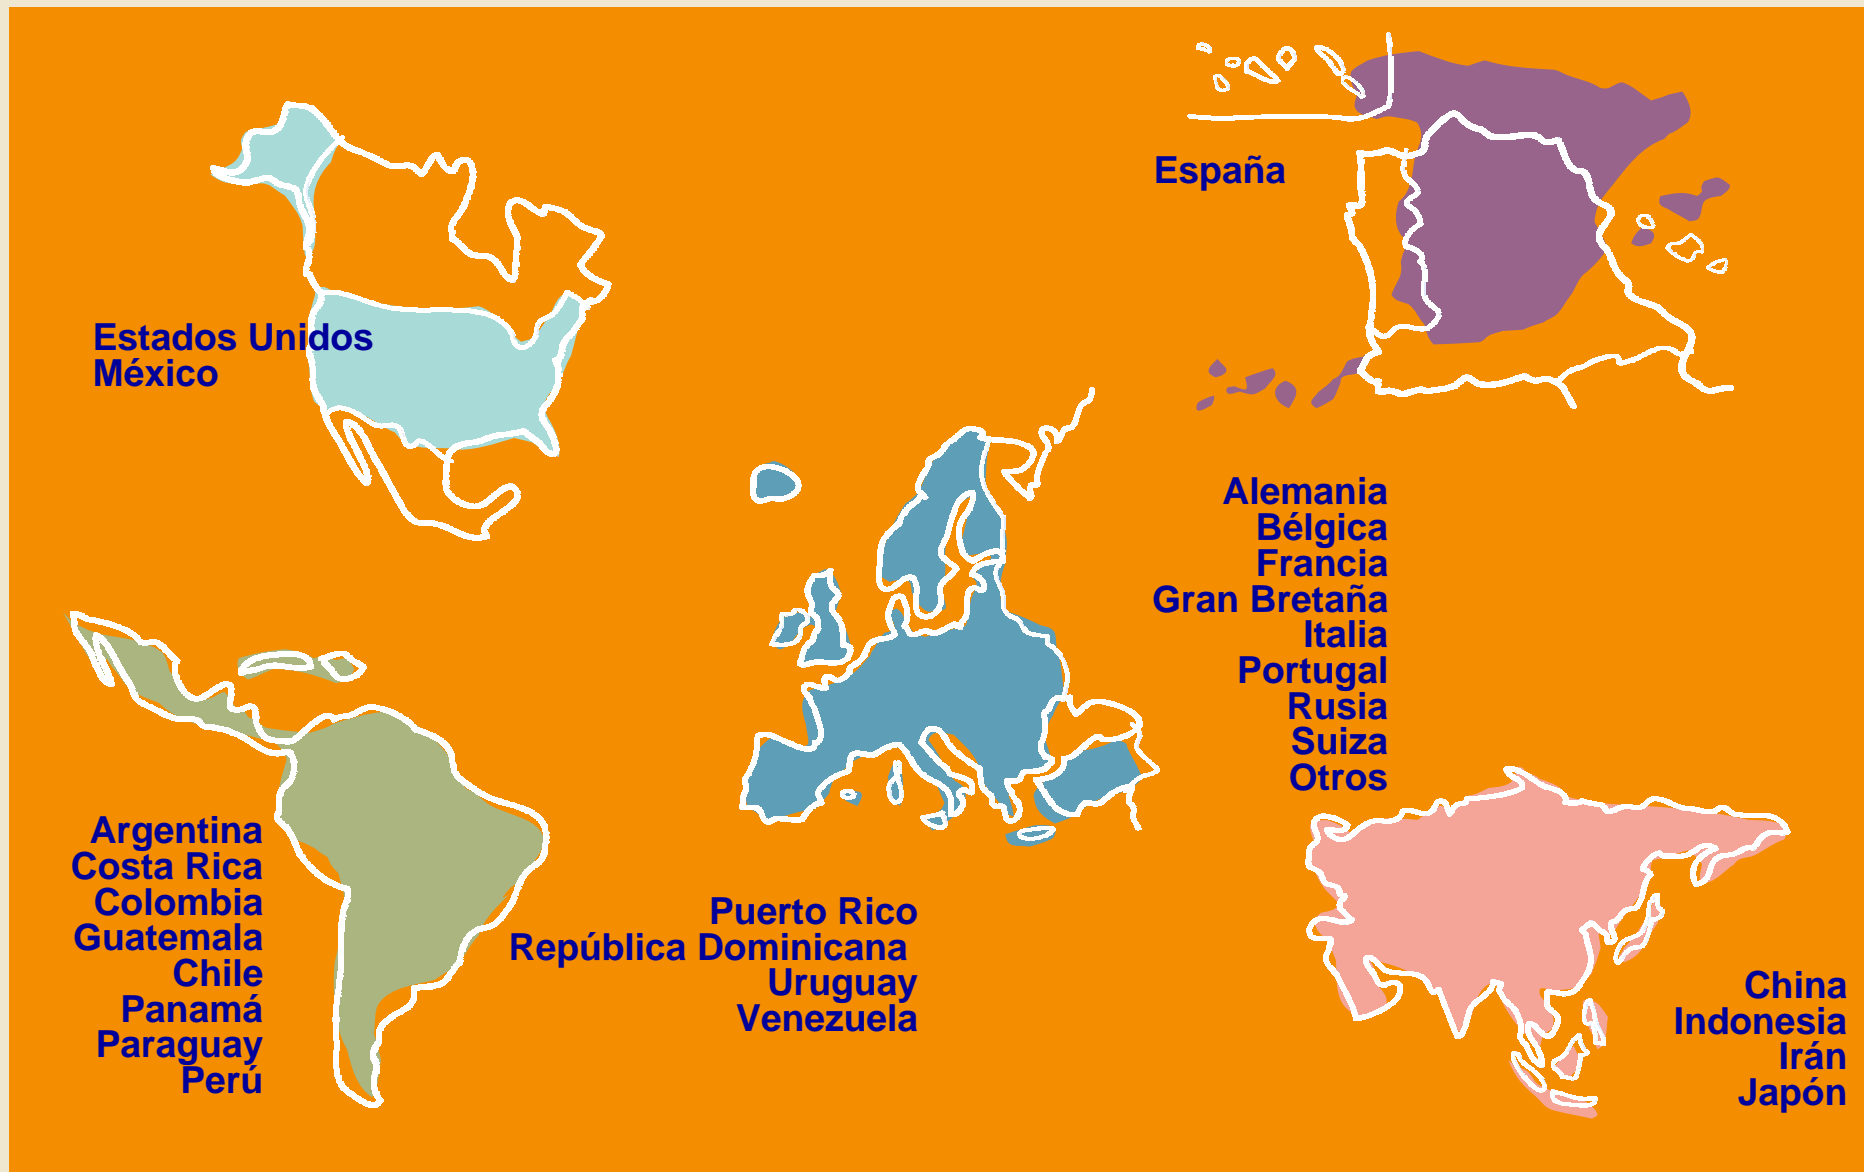 España
Estados Unidos
México
Alemania
Bélgica
Francia
Gran Bretaña
Italia
Portugal
Rusia
Suiza
Otros
Argentina
Costa Rica
Colombia
Guatemala
Chile
Panamá
Paraguay
Perú
Puerto Rico
República Dominicana
Uruguay
Venezuela
China
Indonesia
Irán
Japón